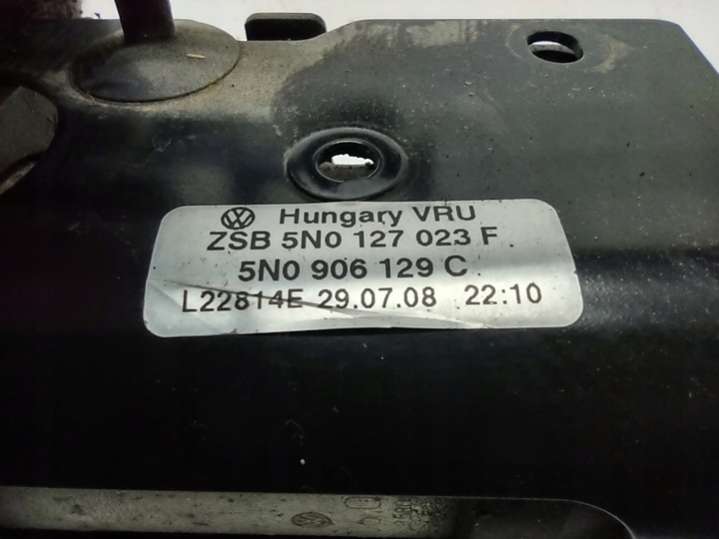 Hungary VRU
ZSB 5N0 127 023 F
5N0 906 129 C
L22814E 29.07.08 22:10